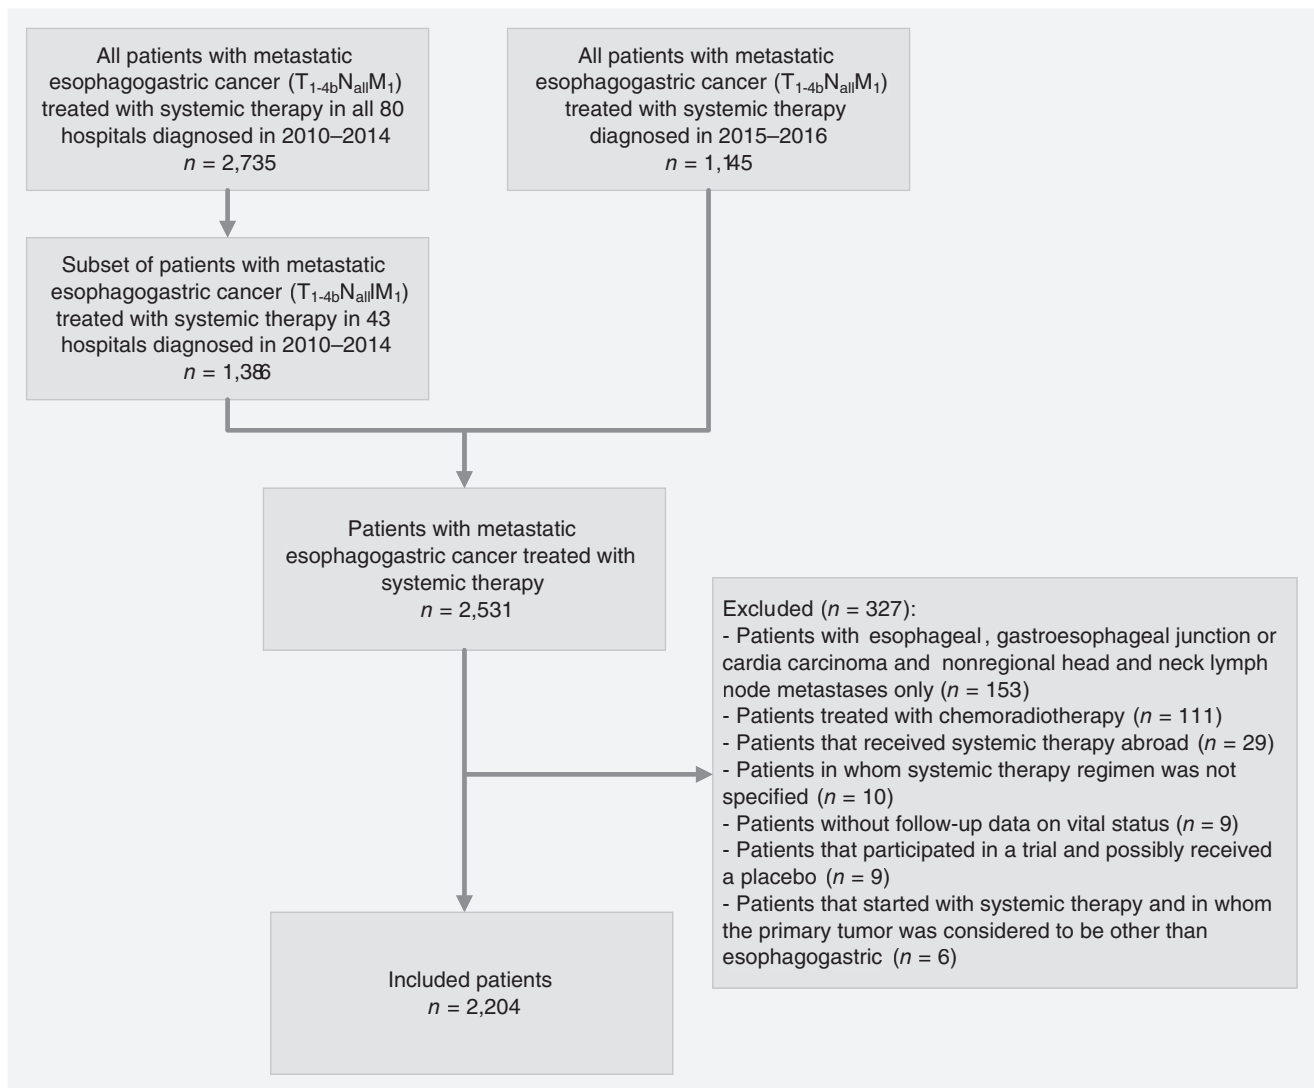 All patients with metastatic
esophagogastric cancer (T1-4bNallM1)
treated with systemic therapy in all 80
hospitals diagnosed in 2010–2014
n = 2,735
All patients with metastatic
esophagogastric cancer (T1-4bNallM1)
treated with systemic therapy
diagnosed in 2015–2016
n = 1,145
Subset of patients with metastatic
esophagogastric cancer (T1-4bNallIM1)
treated with systemic therapy in 43
hospitals diagnosed in 2010–2014
n = 1,386
Patients with metastatic
esophagogastric cancer treated with
systemic therapy
n = 2,531
Excluded (n = 327):
- Patients with esophageal, gastroesophageal junction or
cardia carcinoma and nonregional head and neck lymph
node metastases only (n = 153)
- Patients treated with chemoradiotherapy (n = 111)
- Patients that received systemic therapy abroad (n = 29)
- Patients in whom systemic therapy regimen was not
specified (n = 10)
- Patients without follow-up data on vital status (n = 9)
- Patients that participated in a trial and possibly received
a placebo (n = 9)
- Patients that started with systemic therapy and in whom
the primary tumor was considered to be other than
esophagogastric (n = 6)
Included patients
n = 2,204